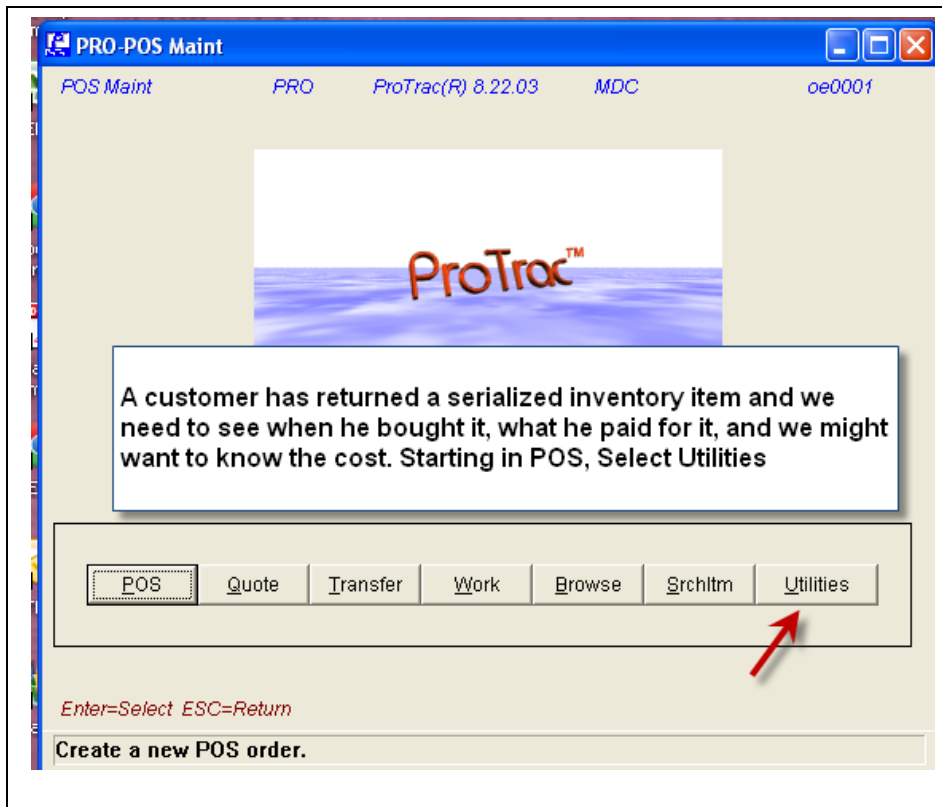 PRO-POS Maint
POS Maint PRO ProTrac(R) 8.22.03 MDC oe0001
ProTrac™
A customer has returned a serialized inventory item and we
need to see when he bought it, what he paid for it, and we might
want to know the cost. Starting in POS, Select Utilities
POS Quote Transfer Work Browse SrchItm Utilities
Enter=Select ESC=Return
Create a new POS order.